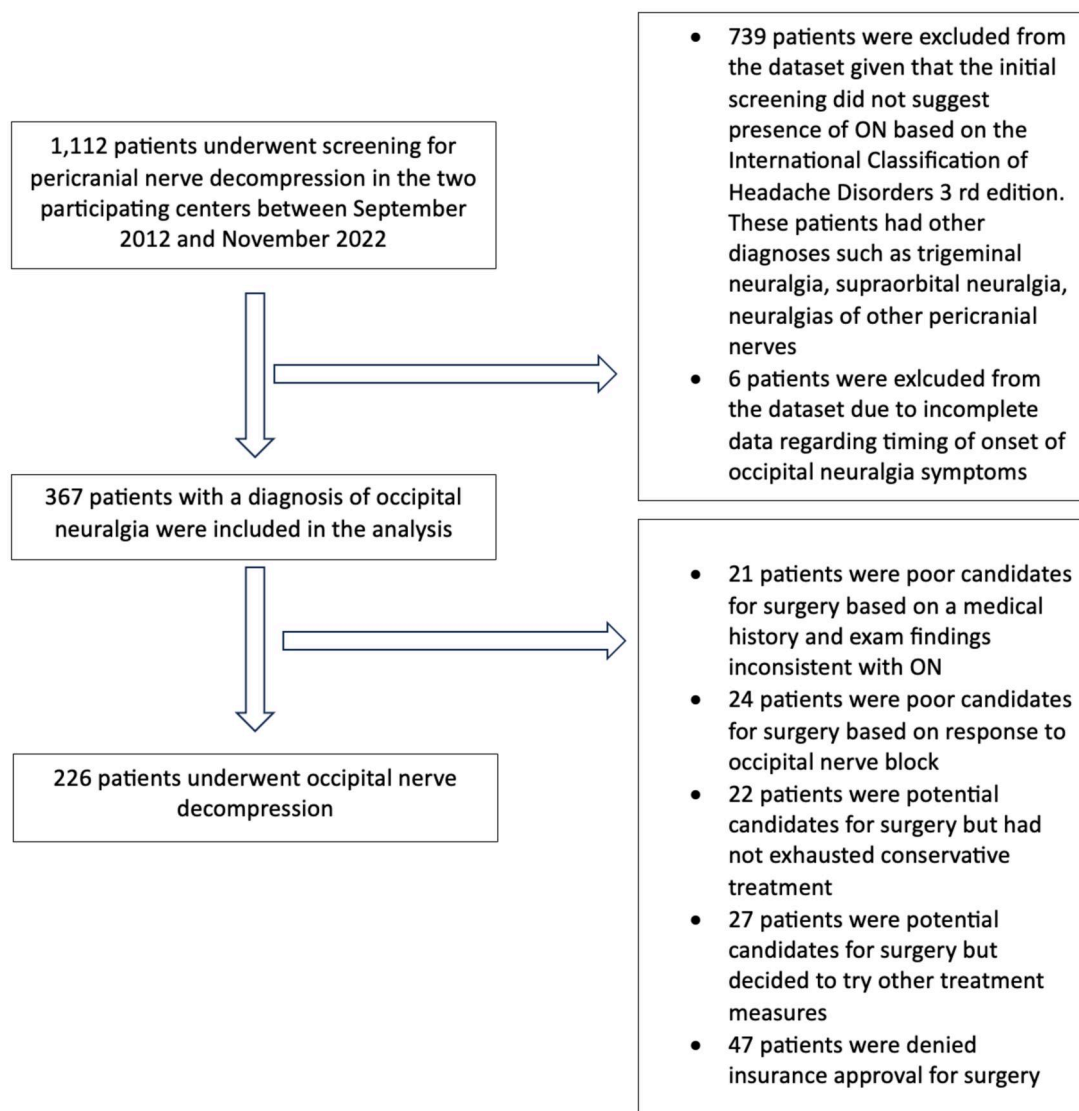 1,112 patients underwent screening for
pericranial nerve decompression in the two
participating centers between September
2012 and November 2022
• 739 patients were excluded from
the dataset given that the initial
screening did not suggest
presence of ON based on the
International Classification of
Headache Disorders 3 rd edition.
These patients had other
diagnoses such as trigeminal
neuralgia, supraorbital neuralgia,
neuralgias of other pericranial
nerves
• 6 patients were exlcuded from
the dataset due to incomplete
data regarding timing of onset of
occipital neuralgia symptoms
367 patients with a diagnosis of occipital
neuralgia were included in the analysis
• 21 patients were poor candidates
for surgery based on a medical
history and exam findings
inconsistent with ON
• 24 patients were poor candidates
for surgery based on response to
occipital nerve block
• 22 patients were potential
candidates for surgery but had
not exhausted conservative
treatment
• 27 patients were potential
candidates for surgery but
decided to try other treatment
measures
• 47 patients were denied
insurance approval for surgery
226 patients underwent occipital nerve
decompression